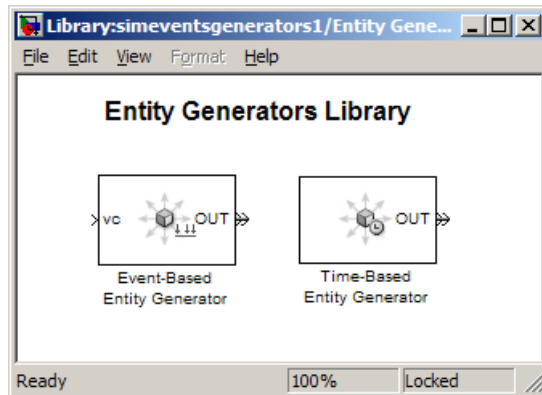 Library:simeventsgenerators1/Entity Gene...
File Edit View Format Help
Entity Generators Library
vc OUT
OUT
Event-Based
Entity Generator
Time-Based
Entity Generator
Ready 100% Locked